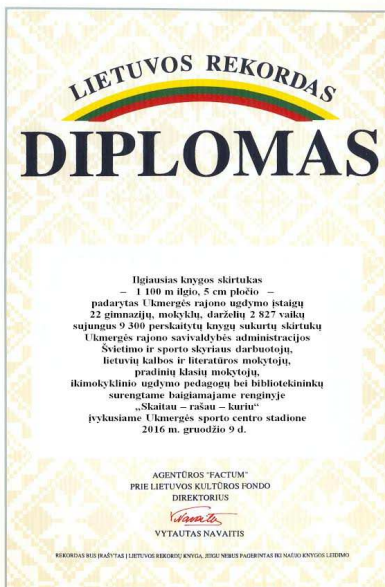 LIETUVOS REKORDAS
DIPLOMAS
Ilgiausias knygos skirtukas
– 1 100 m ilgio, 5 cm pločio –
padarytas Ukmergės rajono ugdymo įstaigų
22 gimnazijų, mokyklų, darželių 2 827 vaikų
sujungus 9 300 perskaitytų knygų sukurtų skirtukų
Ukmergės rajono savivaldybės administracijos
Švietimo ir sporto skyriaus darbuotojų,
lietuvių kalbos ir literatūros mokytojų,
pradinių klasių mokytojų,
ikimokyklinio ugdymo pedagogų bei bibliotekininkų
surengtame baigiamajame renginyje
„Skaitau – rašau – kuriu“
įvykusiame Ukmergės sporto centro stadione
2016 m. gruodžio 9 d.
AGENTŪROS "FACTUM"
PRIE LIETUVOS KULTŪROS FONDO
DIREKTORIUS
VYTAUTAS NAVAITIS
REKORDAS BUS ĮRAŠYTAS Į LIETUVOS REKORDŲ KNYGĄ, JEIGU NEBUS PAGERINTAS IKI NAUJO KNYGOS LEIDIMO